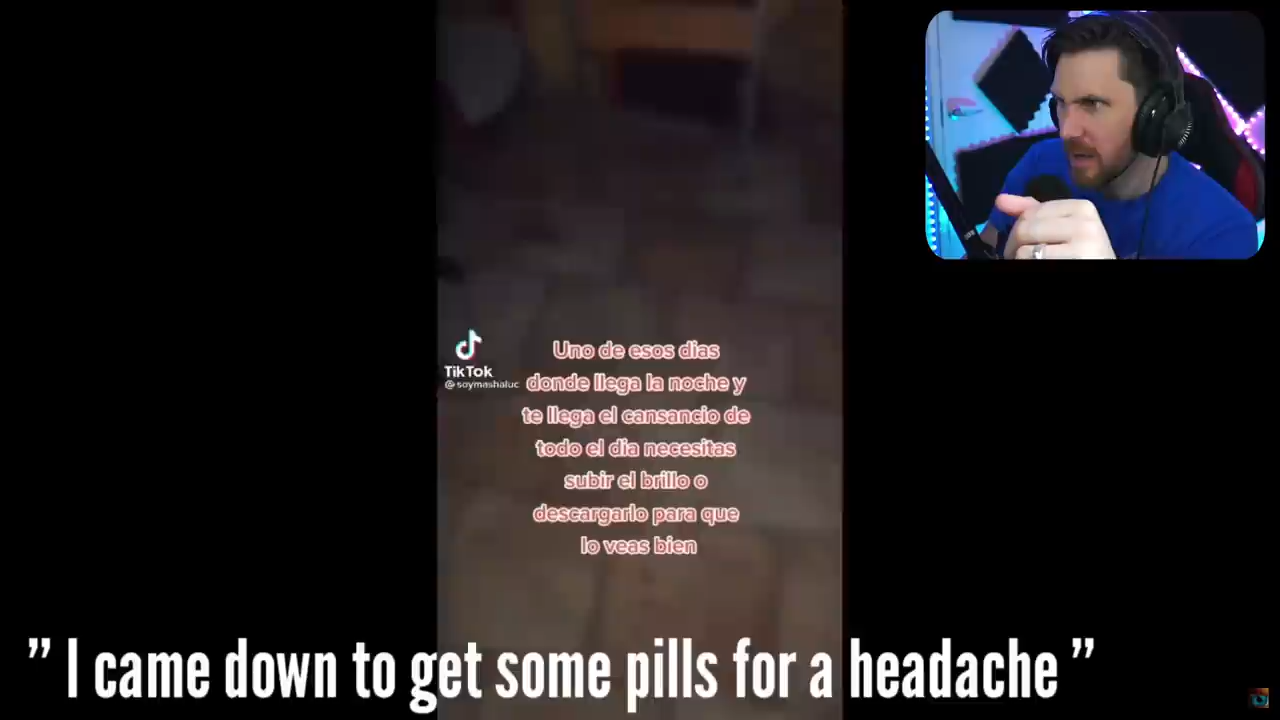 Uno de esos dias
donde llega la noche y
te llega el cansancio de
todo el dia necesitas
subir el brillo o
descargarlo para que
lo veas bien
TikTok
@soymashaluc
" I came down to get some pills for a headache "